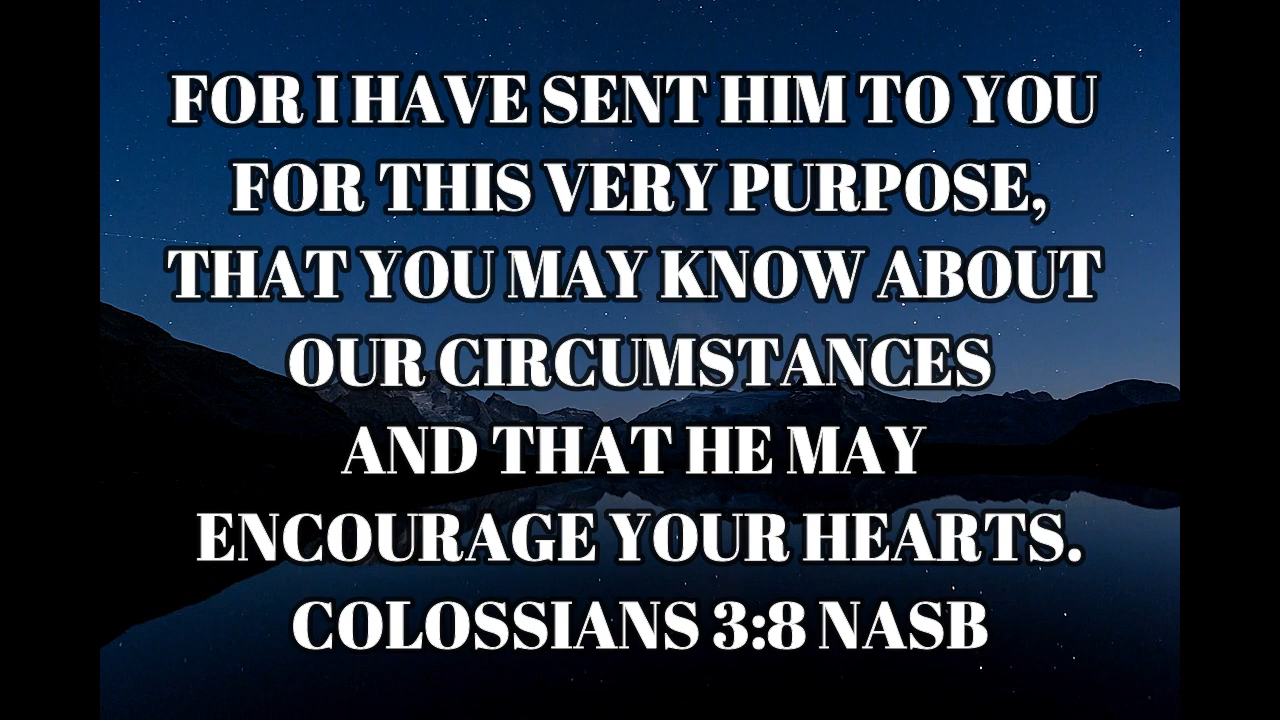 FOR I HAVE SENT HIM TO YOU
FOR THIS VERY PURPOSE,
THAT YOU MAY KNOW ABOUT
OUR CIRCUMSTANCES
AND THAT HE MAY
ENCOURAGE YOUR HEARTS.
COLOSSIANS 3:8 NASB